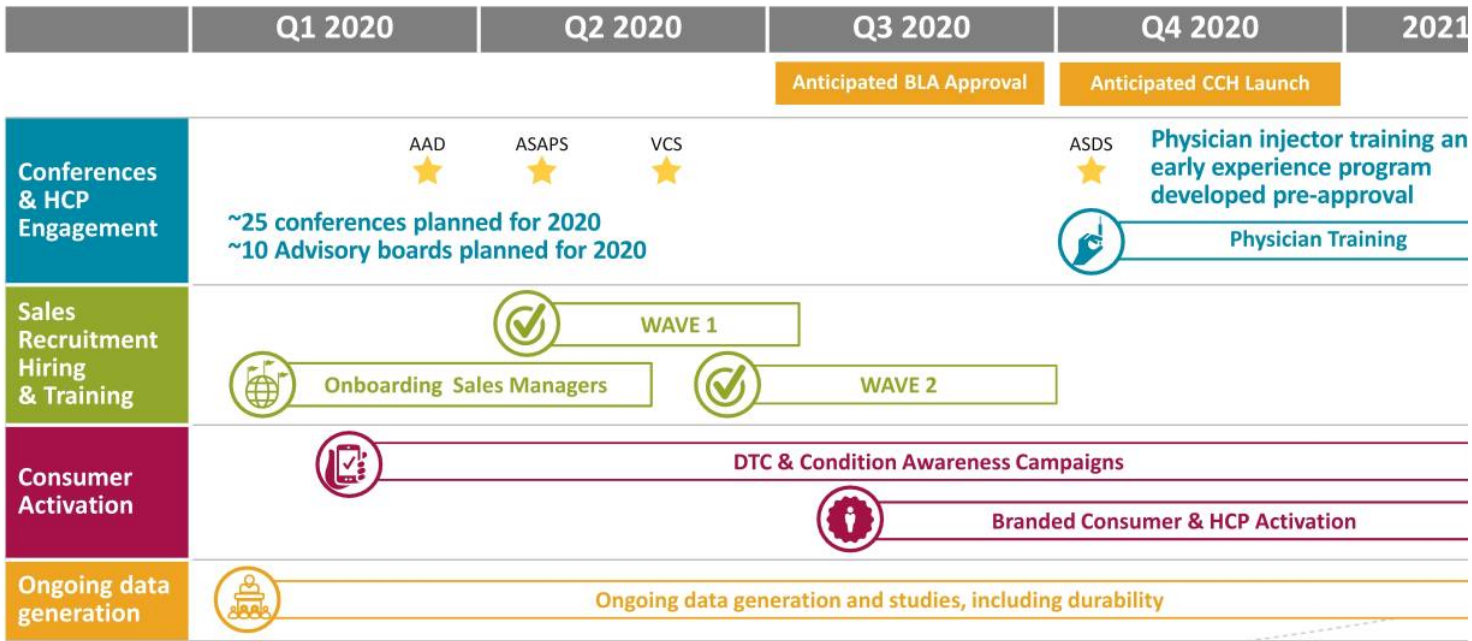 Q1 2020
Q2 2020
Q3 2020
Q4 2020
2021
Anticipated BLA Approval
Anticipated CCH Launch
Conferences
& HCP
Engagement
AAD
ASAPS
VCS
ASDS
~25 conferences planned for 2020
~10 Advisory boards planned for 2020
Physician injector training an
early experience program
developed pre-approval
Physician Training
Sales
Recruitment
Hiring
& Training
WAVE 1
Onboarding Sales Managers
WAVE 2
Consumer
Activation
DTC & Condition Awareness Campaigns
Branded Consumer & HCP Activation
Ongoing data
generation
Ongoing data generation and studies, including durability